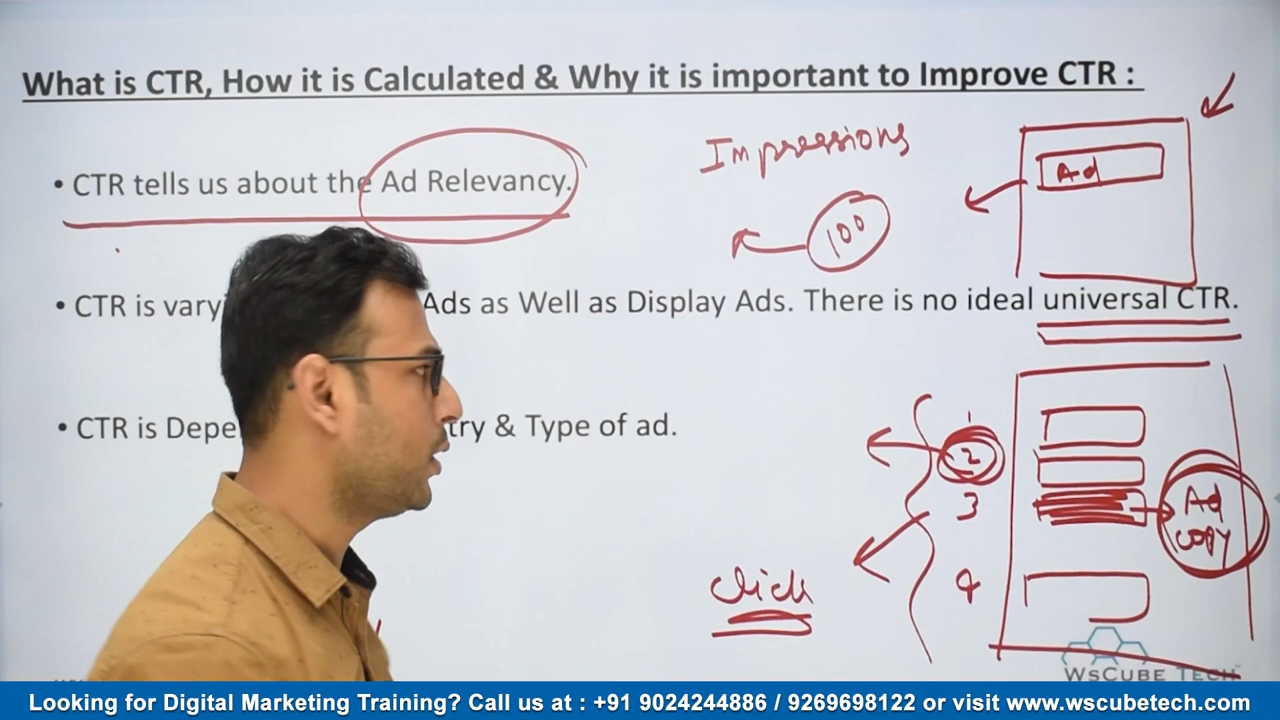 What is CTR, How it is Calculated & Why it is important to Improve CTR :
• CTR tells us about the Ad Relevancy.
Impressions
Ad
100
• CTR is vary Ads as Well as Display Ads. There is no ideal universal CTR.
• CTR is Depe try & Type of ad.
1
2
3
4
Ad
copy
click
WsCube Tech
Looking for Digital Marketing Training? Call us at : +91 9024244886 / 9269698122 or visit www.wscubetech.com